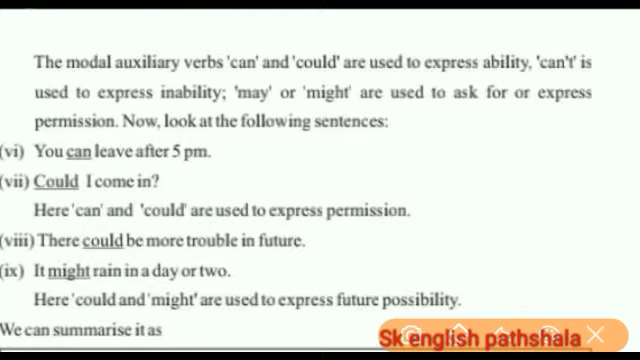 The modal auxiliary verbs 'can' and 'could' are used to express ability, 'can't' is
used to express inability; 'may' or 'might' are used to ask for or express
permission. Now, look at the following sentences:
(vi) You can leave after 5 pm.
(vii) Could I come in?
Here 'can' and 'could' are used to express permission.
(viii) There could be more trouble in future.
(ix) It might rain in a day or two.
Here 'could and 'might' are used to express future possibility.
We can summarise it as
Sk english pathshala